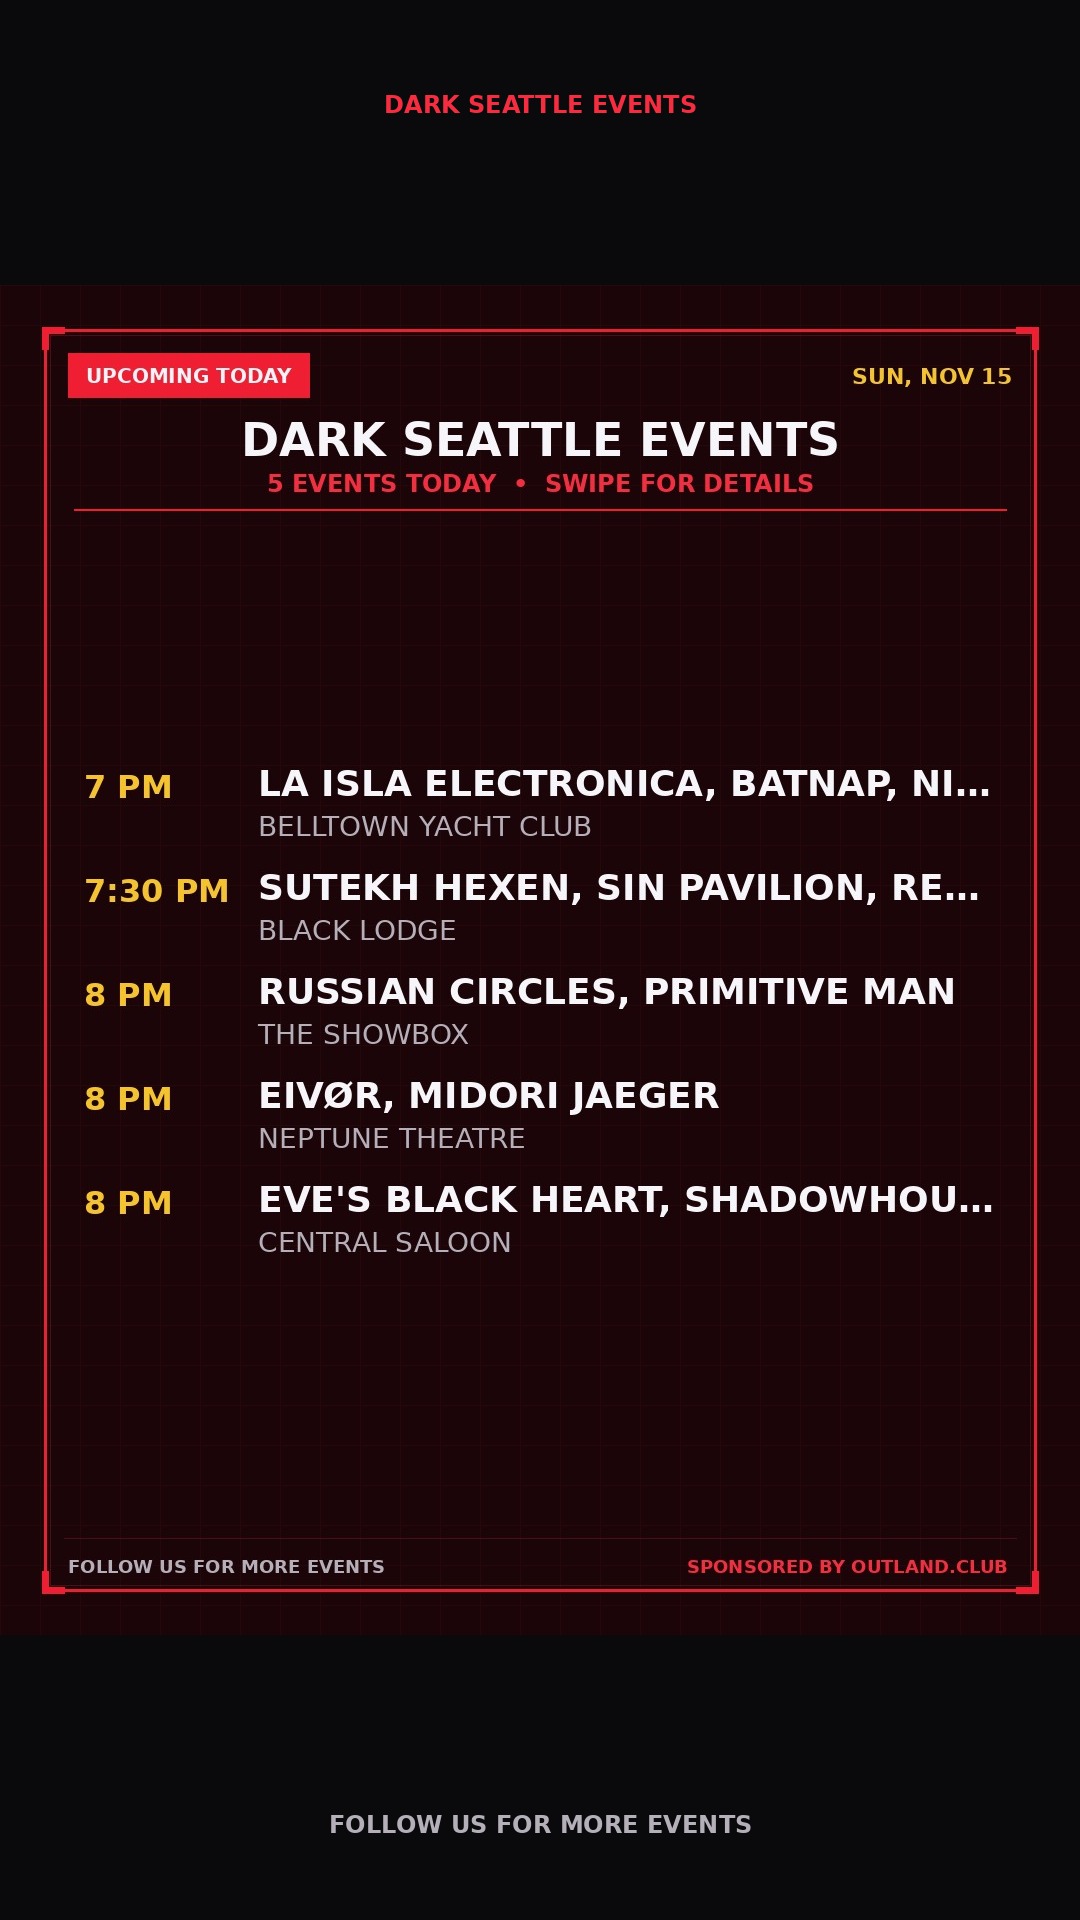 DARK SEATTLE EVENTS
UPCOMING TODAY
SUN, NOV 15
DARK SEATTLE EVENTS
5 EVENTS TODAY • SWIPE FOR DETAILS
7 PM
LA ISLA ELECTRONICA, BATNAP, NI...
BELLTOWN YACHT CLUB
7:30 PM
SUTEKH HEXEN, SIN PAVILION, RE...
BLACK LODGE
8 PM
RUSSIAN CIRCLES, PRIMITIVE MAN
THE SHOWBOX
8 PM
EIVØR, MIDORI JAEGER
NEPTUNE THEATRE
8 PM
EVE'S BLACK HEART, SHADOWHOU...
CENTRAL SALOON
FOLLOW US FOR MORE EVENTS
SPONSORED BY OUTLAND.CLUB
FOLLOW US FOR MORE EVENTS